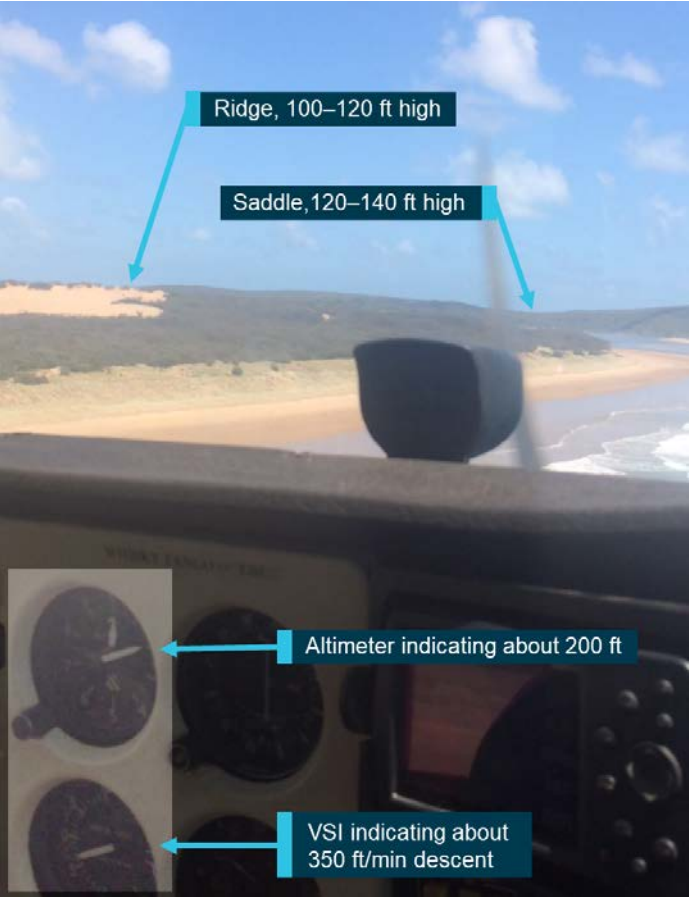 Ridge, 100–120 ft high
Saddle,120–140 ft high
Altimeter indicating about 200 ft
VSI indicating about
350 ft/min descent